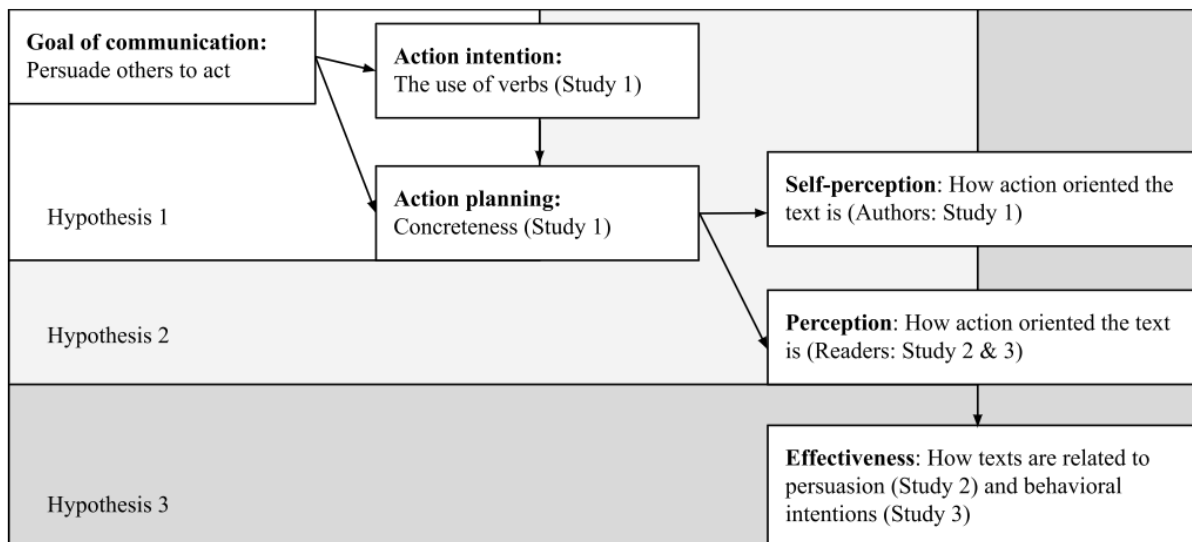 Goal of communication:
Persuade others to act
Action intention:
The use of verbs (Study 1)
Hypothesis 1
Action planning:
Concreteness (Study 1)
Self-perception: How action oriented the
text is (Authors: Study 1)
Hypothesis 2
Perception: How action oriented the text
is (Readers: Study 2 & 3)
Hypothesis 3
Effectiveness: How texts are related to
persuasion (Study 2) and behavioral
intentions (Study 3)